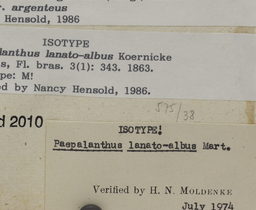 . argenteus
Hensold, 1986
ISOTYPE
lanthus lanato-albus Koernicke
s, Fl. bras. 3(1): 343. 1863.
pe: M!
ed by Nancy Hensold, 1986.
575/38
d 2010
ISOTYPE!
Paepalanthus lanato-albus Mart.
Verified by H. N. MOLDENKE
July 1974